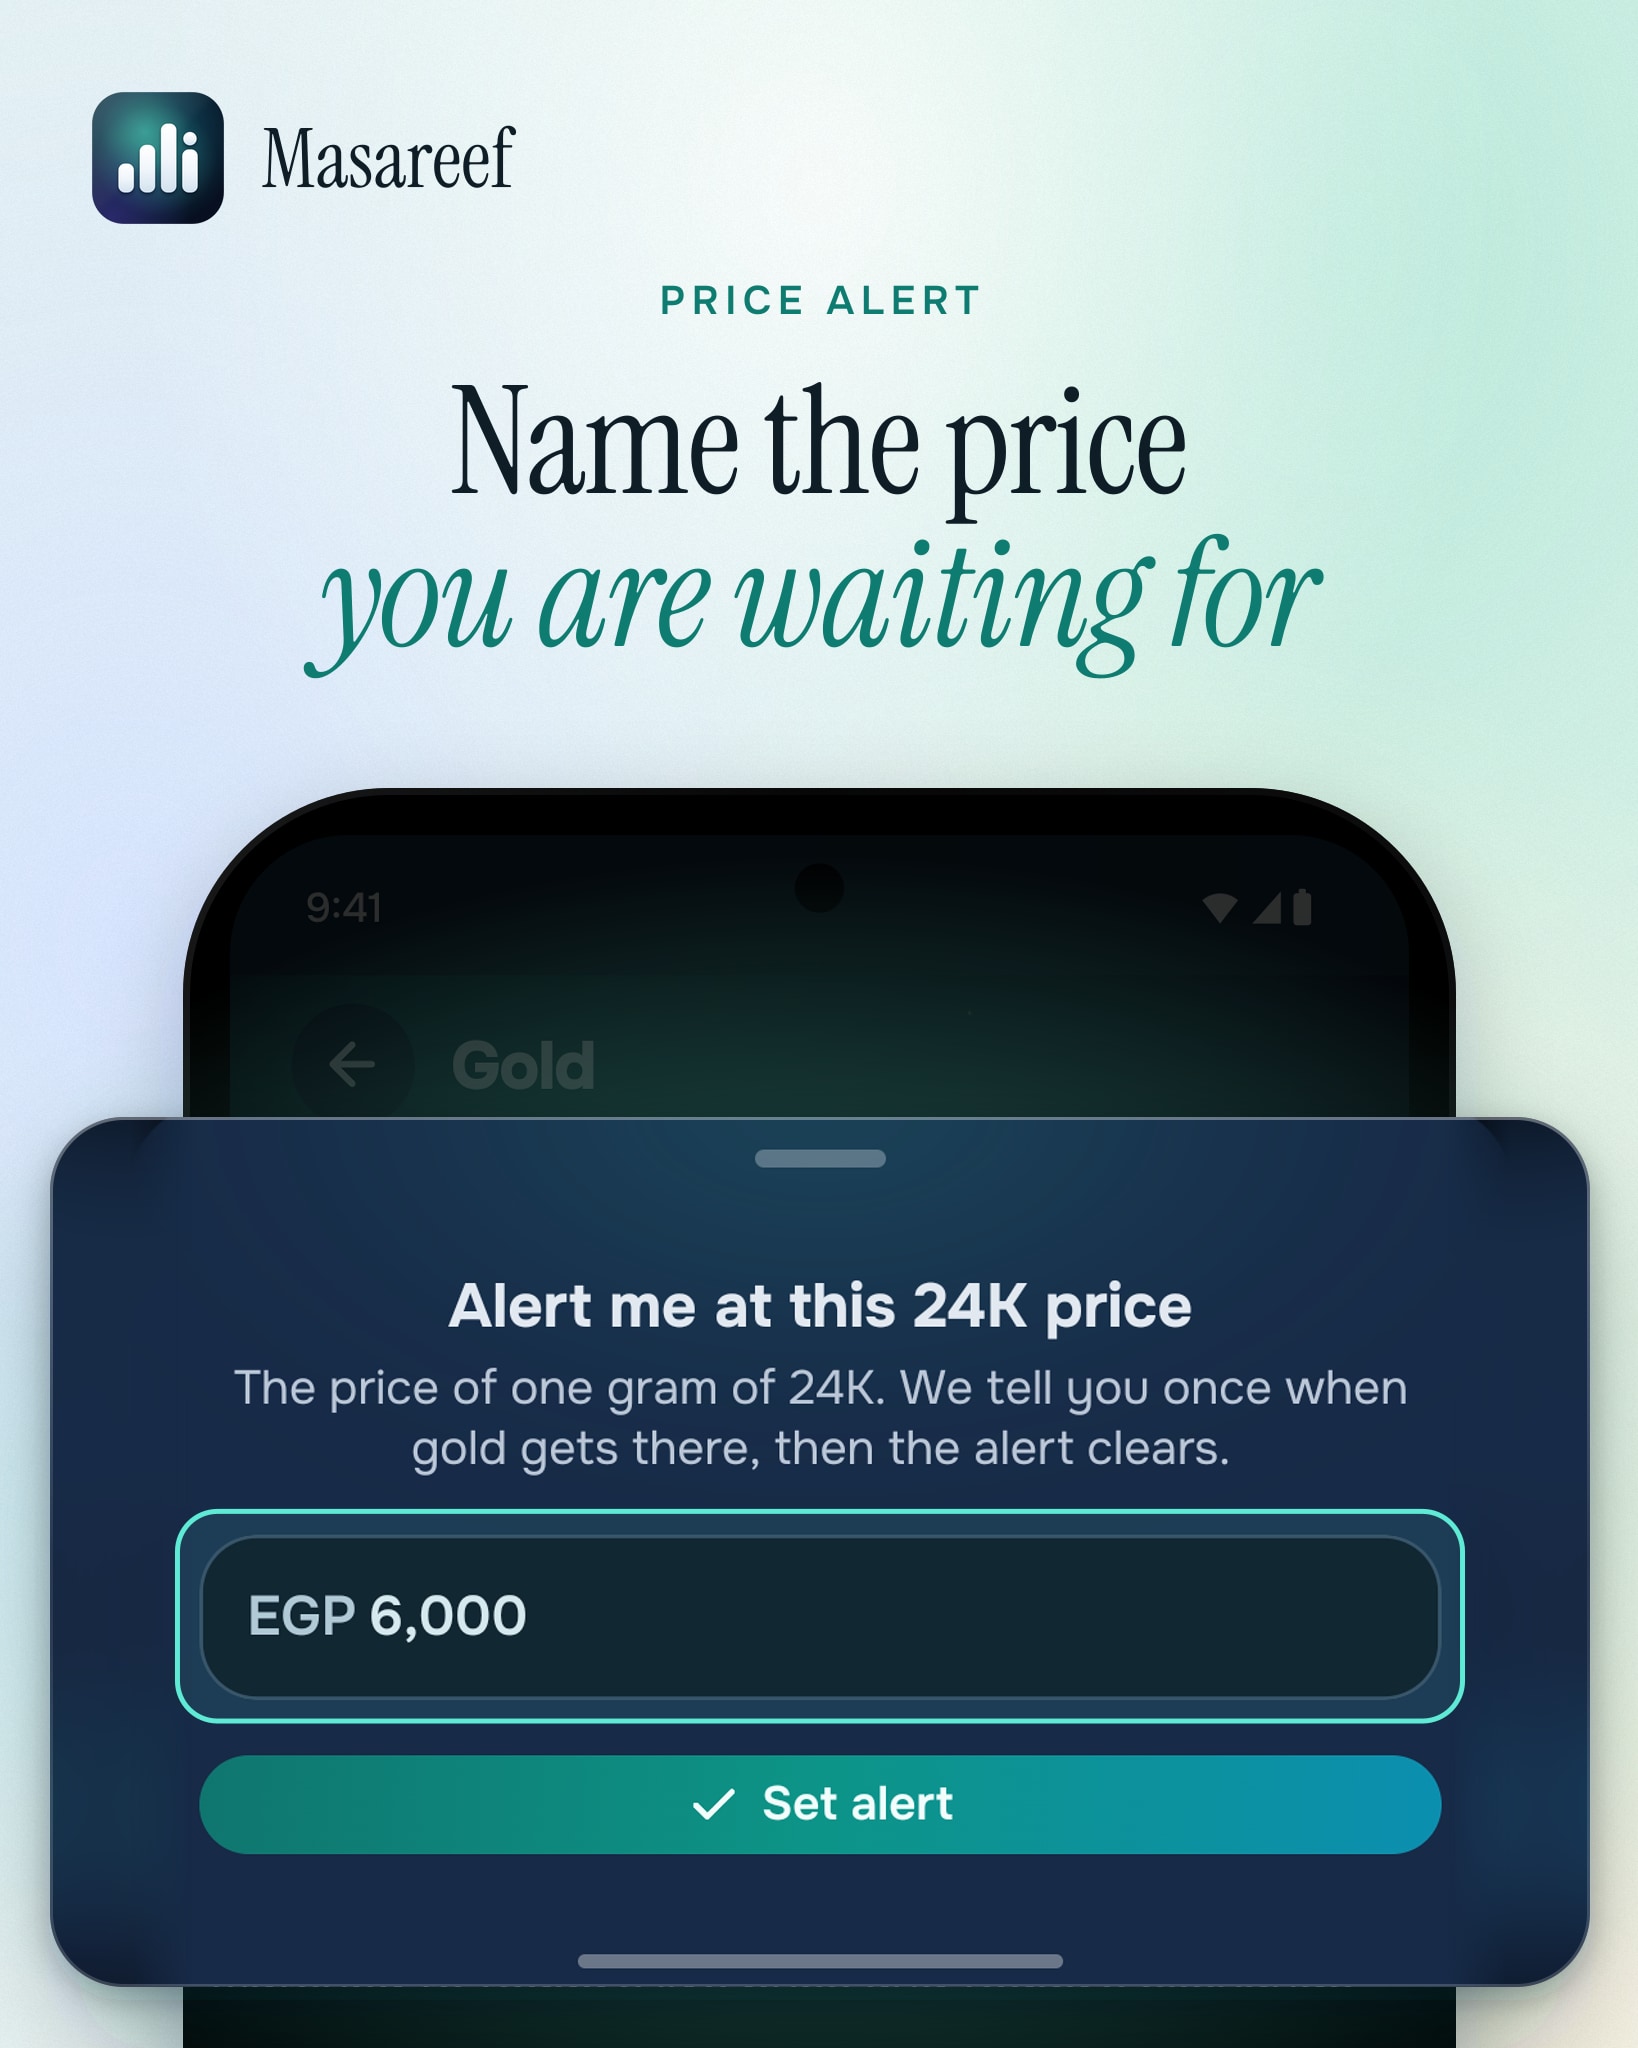 Masareef
PRICE ALERT
Name the price
you are waiting for
9:41
Gold
Alert me at this 24K price
The price of one gram of 24K. We tell you once when
gold gets there, then the alert clears.
EGP 6,000
Set alert